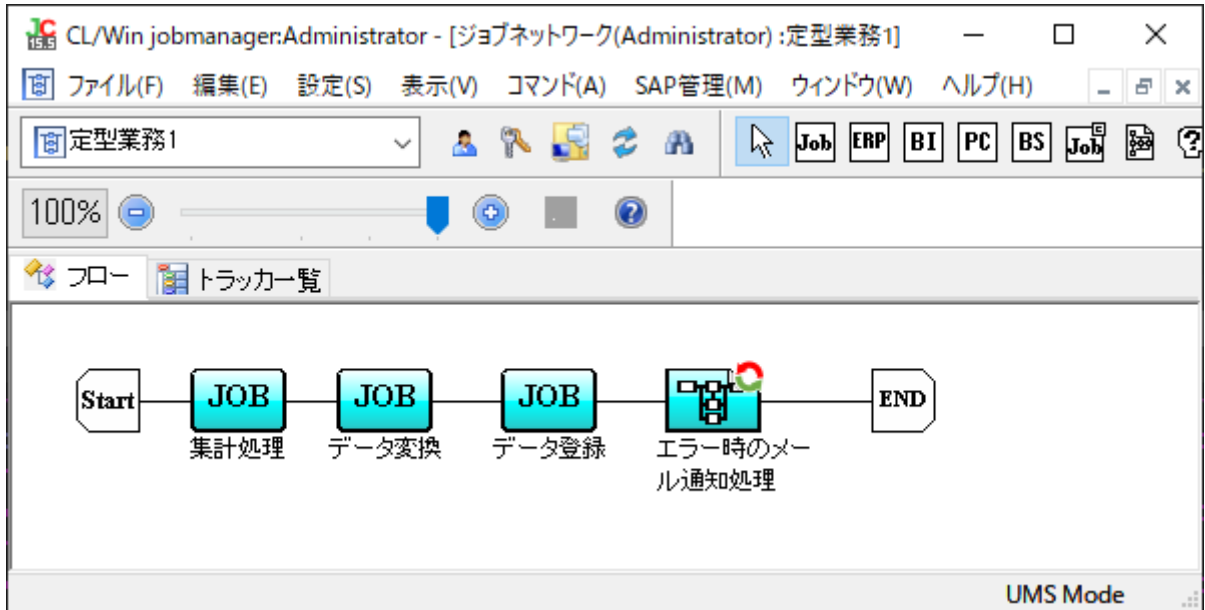 JC 15.5 CL/Win jobmanager:Administrator - [ジョブネットワーク(Administrator) :定型業務1]
ファイル(F) 編集(E) 設定(S) 表示(V) コマンド(A) SAP管理(M) ウィンドウ(W) ヘルプ(H)
定型業務1 Job ERP BI PC BS Job C
100%
フロー トラッカー一覧
Start JOB JOB JOB END
集計処理 データ変換 データ登録 エラー時のメー
ル通知処理
UMS Mode